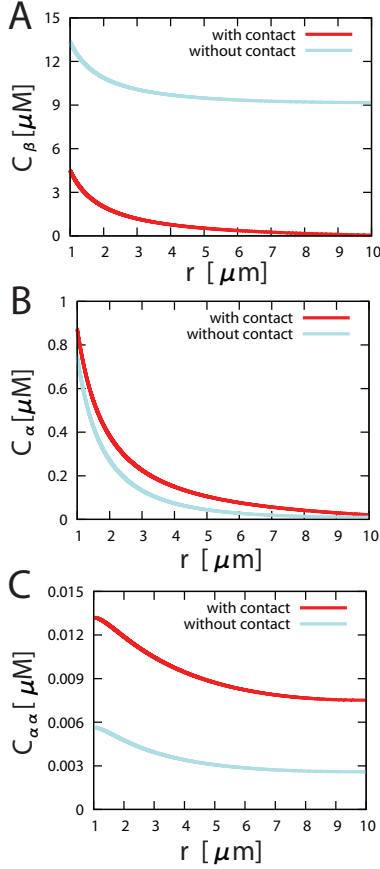 A
15
12
9
6
3
0
C β [μM]
with contact
without contact
1 2 3 4 5 6 7 8 9 10
r [μm]
B
1
0.8
0.6
0.4
0.2
0
C α [μM]
with contact
without contact
1 2 3 4 5 6 7 8 9 10
r [μm]
C
0.015
0.012
0.009
0.006
0.003
0
C α α [μM]
with contact
without contact
1 2 3 4 5 6 7 8 9 10
r [μm]